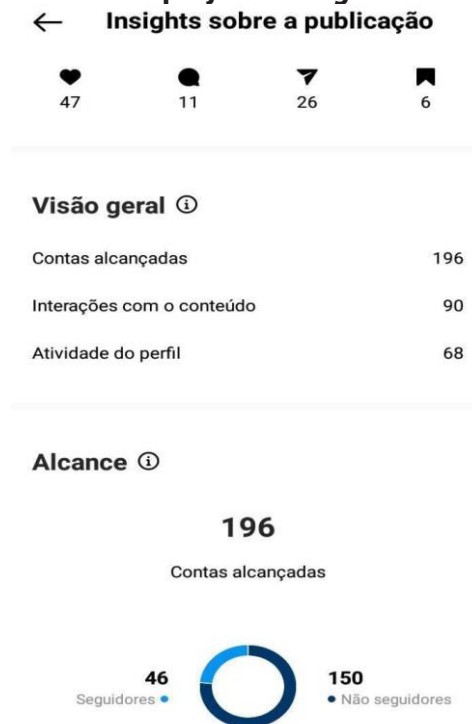 Insights sobre a publicação
47 11 26 6
Visão geral
Contas alcançadas 196
Interações com o conteúdo 90
Atividade do perfil 68
Alcance
196
Contas alcançadas
46 150
Seguidores Não seguidores